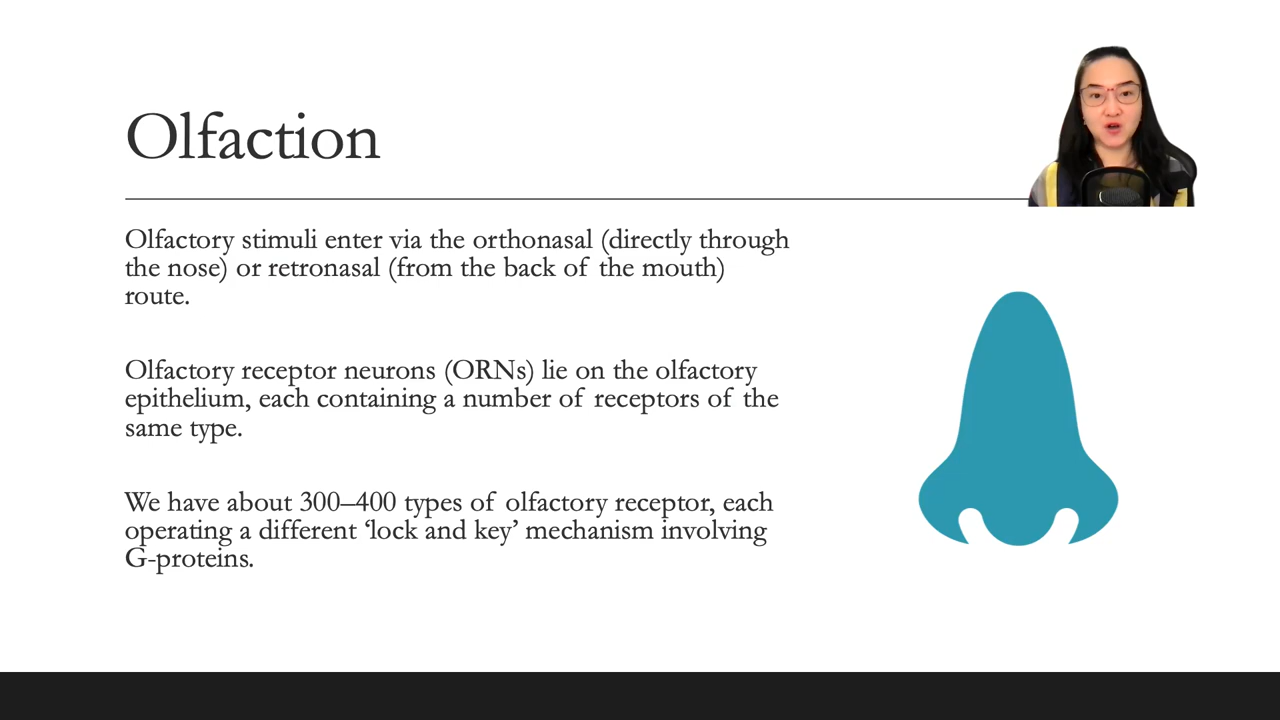 Olfaction
Olfactory stimuli enter via the orthonasal (directly through
the nose) or retronasal (from the back of the mouth)
route.
Olfactory receptor neurons (ORNs) lie on the olfactory
epithelium, each containing a number of receptors of the
same type.
We have about 300–400 types of olfactory receptor, each
operating a different ‘lock and key’ mechanism involving
G-proteins.